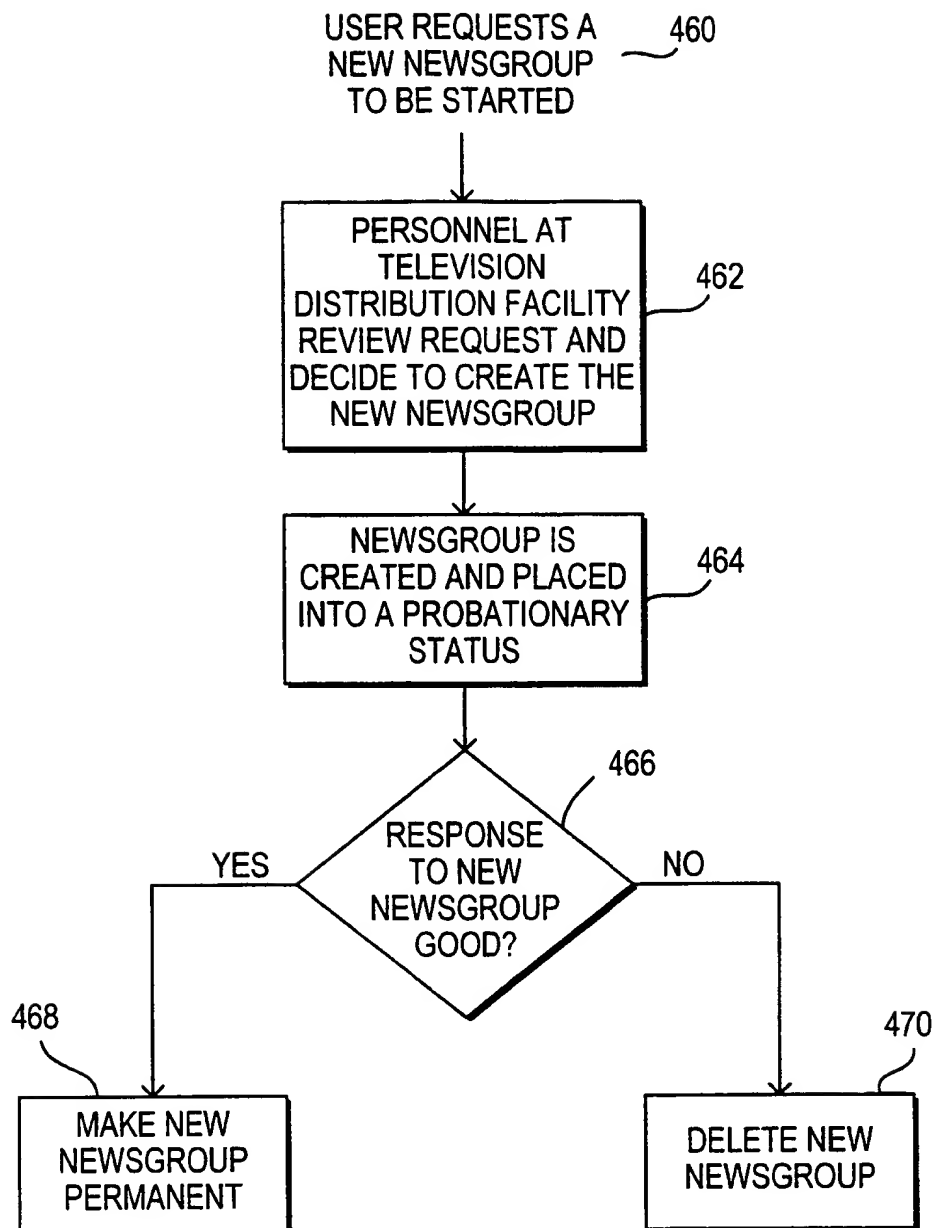 USER REQUESTS A
NEW NEWSGROUP
TO BE STARTED
460
PERSONNEL AT
TELEVISION
DISTRIBUTION FACILITY
REVIEW REQUEST AND
DECIDE TO CREATE THE
NEW NEWSGROUP
462
NEWSGROUP IS
CREATED AND PLACED
INTO A PROBATIONARY
STATUS
464
466
RESPONSE
TO NEW
NEWSGROUP
GOOD?
YES
NO
468
MAKE NEW
NEWSGROUP
PERMANENT
470
DELETE NEW
NEWSGROUP